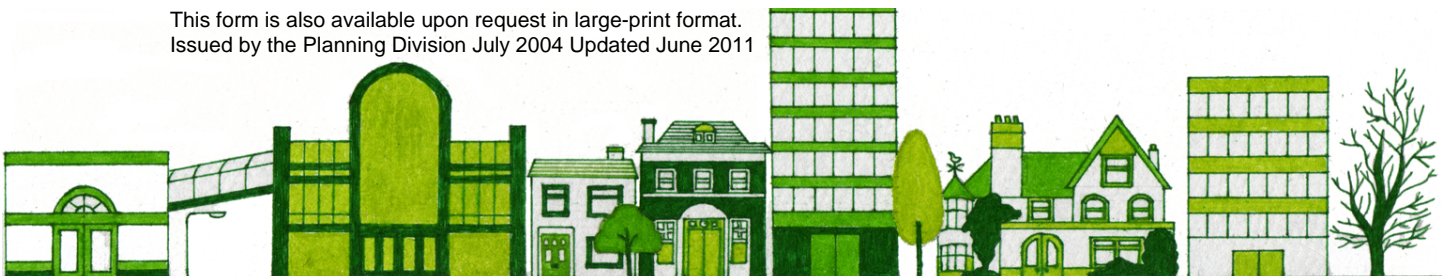 This form is also available upon request in large-print format.
Issued by the Planning Division July 2004 Updated June 2011